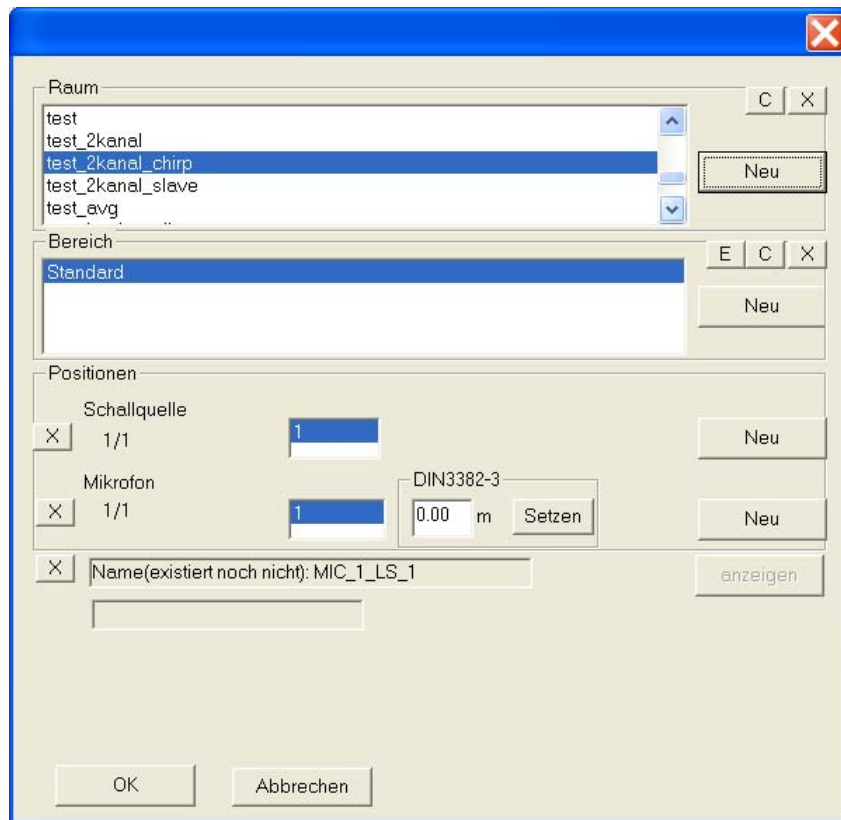 Raum
C X
test
test_2kanal
test_2kanal_chirp
test_2kanal_slave
test_avg
Neu
Bereich
E C X
Standard
Neu
Positionen
Schallquelle
X 1/1 1 Neu
Mikrofon DIN3382-3
X 1/1 1 0.00 m Setzen Neu
X Name(existiert noch nicht): MIC_1_LS_1 anzeigen
OK Abbrechen